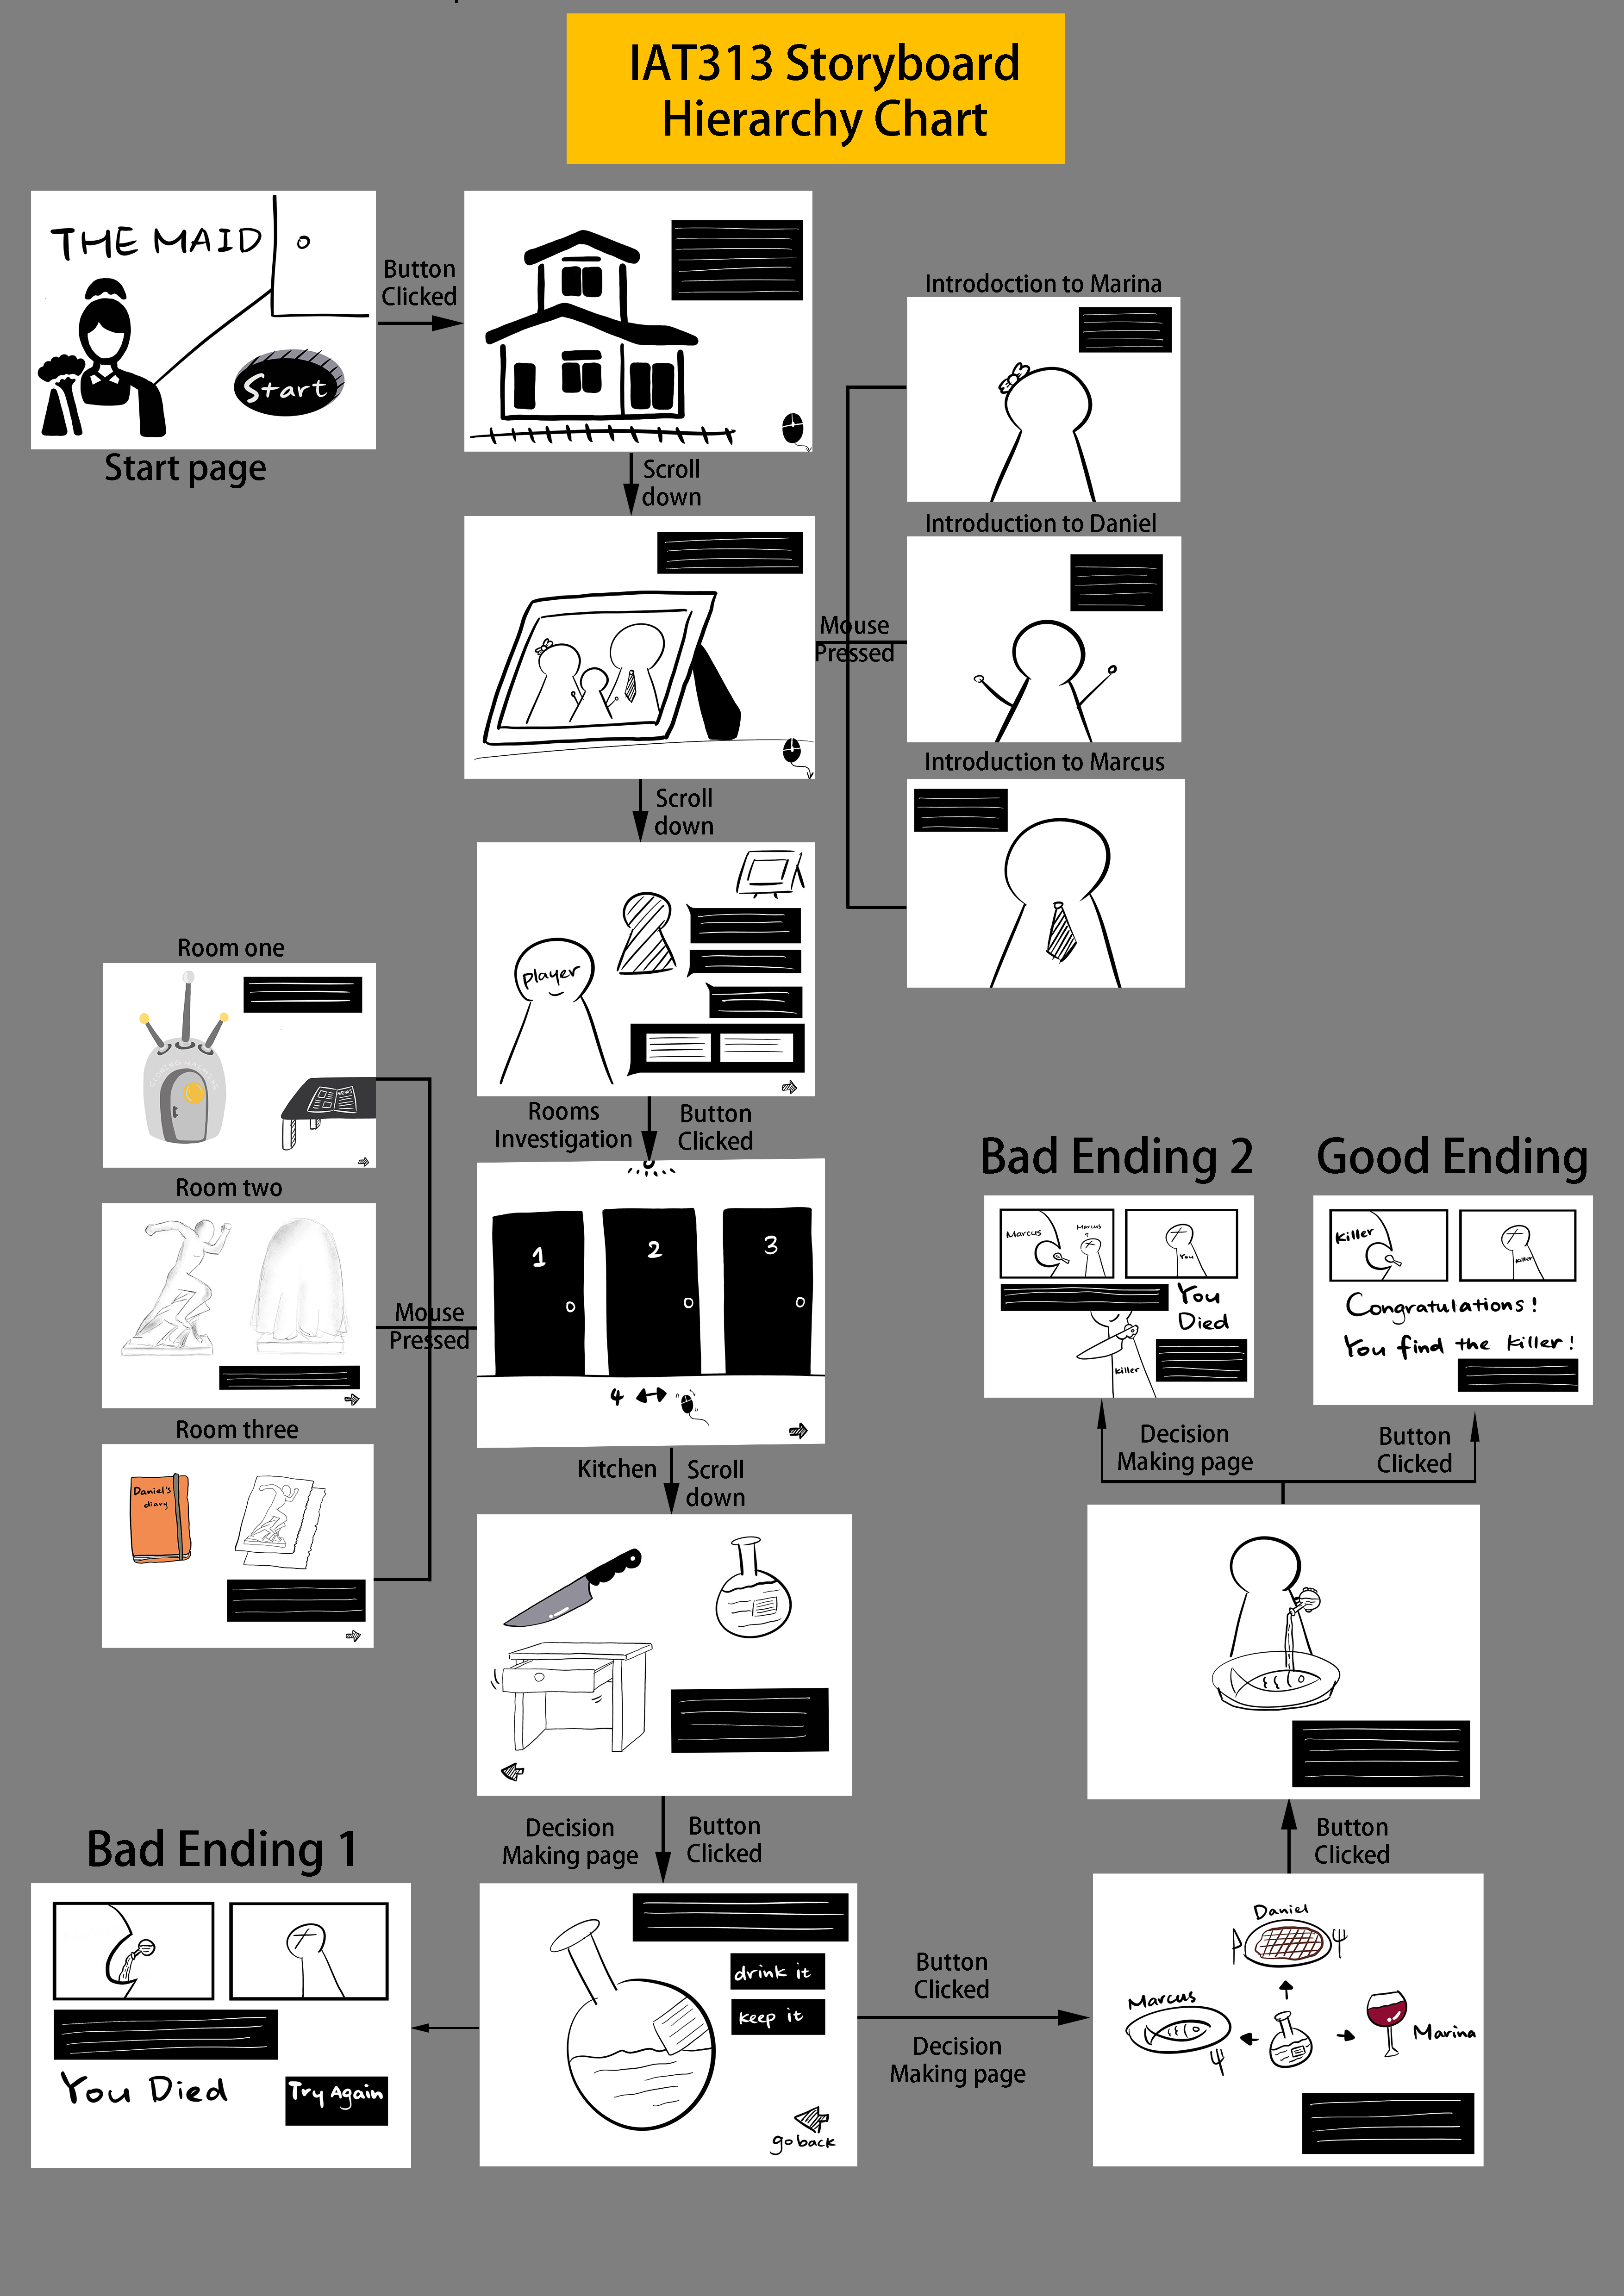 IAT313 Storyboard
Hierarchy Chart
THE MAID
Start
Start page
Button
Clicked
Scroll
down
Introdoction to Marina
Introduction to Daniel
Mouse
Pressed
Introduction to Marcus
Scroll
down
player
Rooms
Investigation
Button
Clicked
Room one
CLONING MACHINE
NEWS
Room two
Room three
Daniel's
diary
Mouse
Pressed
1
2
3
4
Kitchen
Scroll
down
Decision
Making page
Button
Clicked
Bad Ending 1
You Died
Try Again
drink it
keep it
go back
Button
Clicked
Decision
Making page
Daniel
Marcus
Marina
Button
Clicked
Decision
Making page
Button
Clicked
Bad Ending 2
Marcus
Marcus
You
You
Died
Killer
Good Ending
Killer
Killer
Congratulations!
You find the killer!